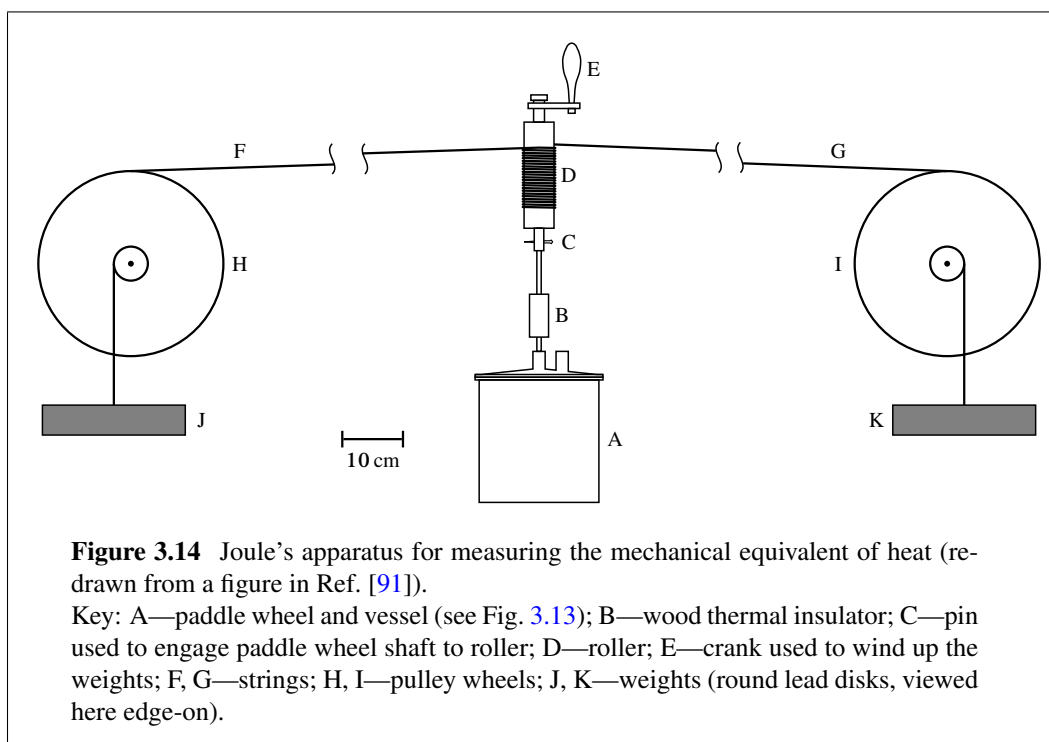 E
F
G
D
C
H
I
B
J
K
A
10 cm
Figure 3.14 Joule’s apparatus for measuring the mechanical equivalent of heat (re-
drawn from a figure in Ref. [91]).
Key: A—paddle wheel and vessel (see Fig. 3.13); B—wood thermal insulator; C—pin
used to engage paddle wheel shaft to roller; D—roller; E—crank used to wind up the
weights; F, G—strings; H, I—pulley wheels; J, K—weights (round lead disks, viewed
here edge-on).